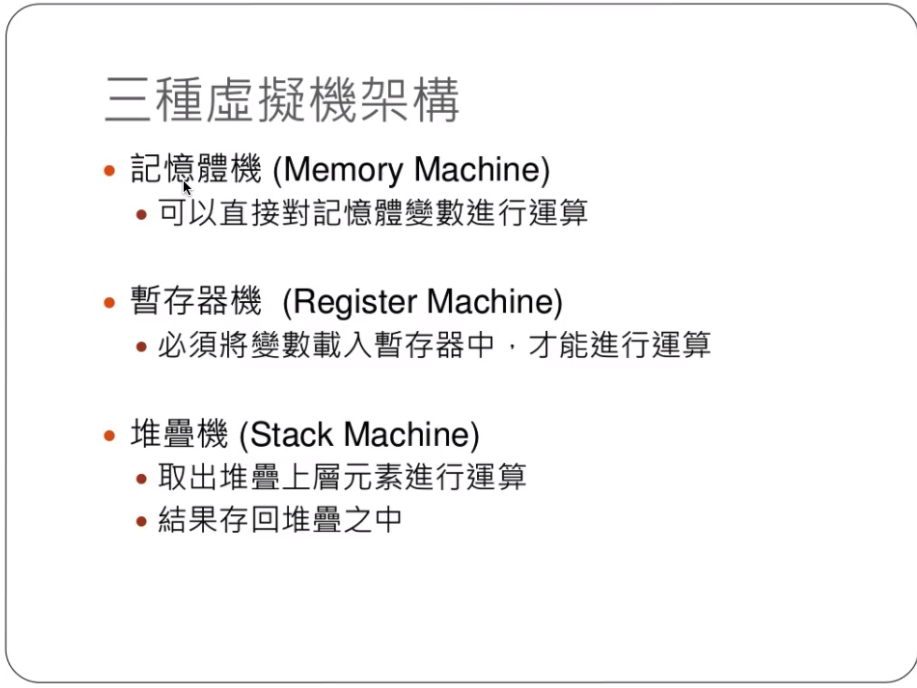 三種虛擬機架構
記憶體機 (Memory Machine)
可以直接對記憶體變數進行運算
暫存器機 (Register Machine)
必須將變數載入暫存器中，才能進行運算
堆疊機 (Stack Machine)
取出堆疊上層元素進行運算
結果存回堆疊之中